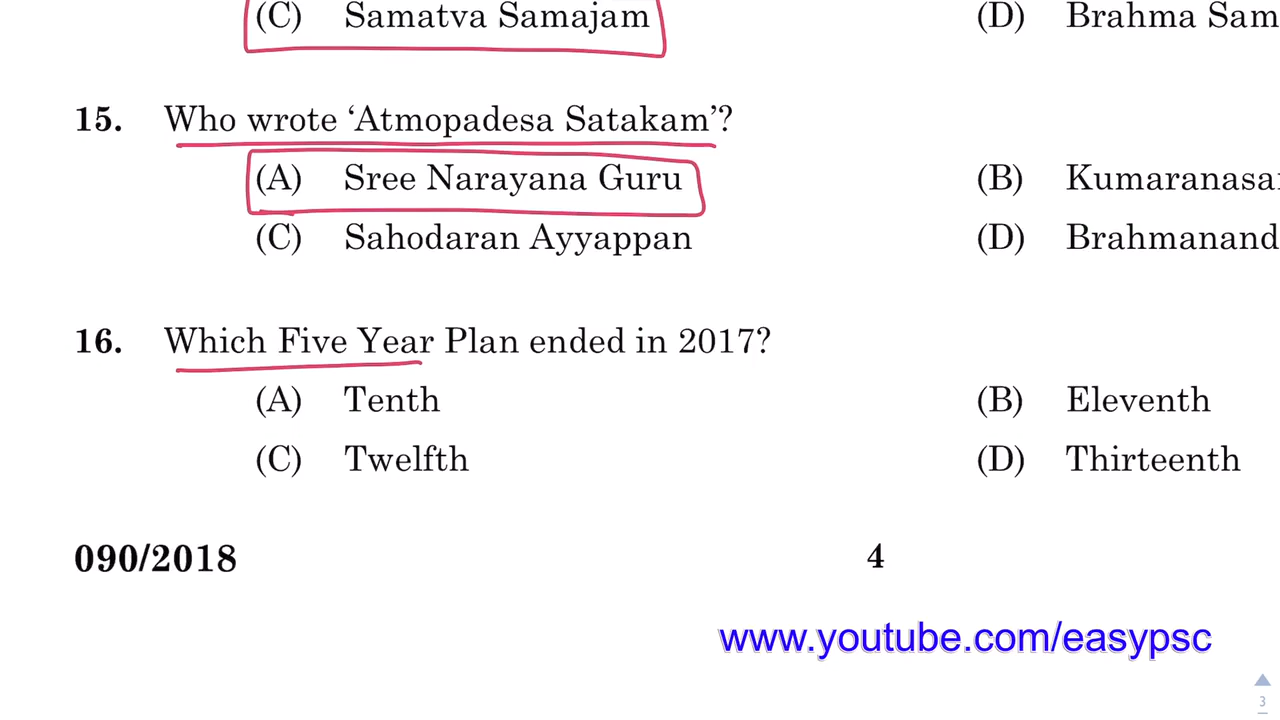 (C) Samatva Samajam (D) Brahma Sam
15. Who wrote ‘Atmopadesa Satakam’?
(A) Sree Narayana Guru (B) Kumaranasa
(C) Sahodaran Ayyappan (D) Brahmanand
16. Which Five Year Plan ended in 2017?
(A) Tenth (B) Eleventh
(C) Twelfth (D) Thirteenth
090/2018 4
www.youtube.com/easypsc
3